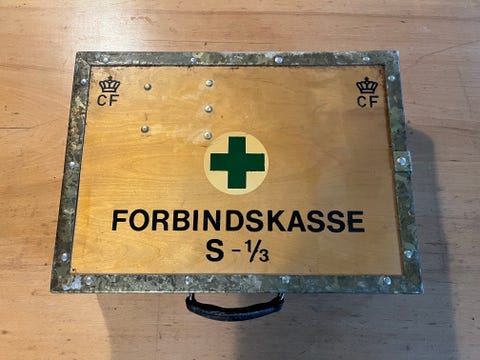 CF CF
FORBINDSKASSE
S - 1/3